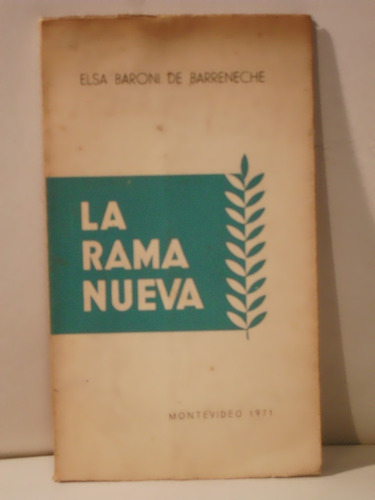 ELSA BARONI DE BARRENECHE
LA
RAMA
NUEVA
MONTEVIDEO 1971